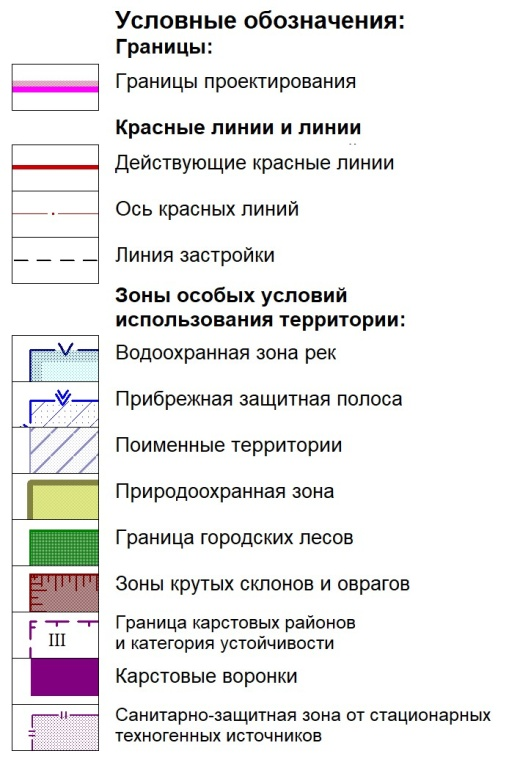 Условные обозначения:
Границы:
Границы проектирования
Красные линии и линии
Действующие красные линии
Ось красных линий
Линия застройки
Зоны особых условий
использования территории:
Водоохранная зона рек
Прибрежная защитная полоса
Поименные территории
Природоохранная зона
Граница городских лесов
Зоны крутых склонов и оврагов
III
Граница карстовых районов
и категория устойчивости
Карстовые воронки
Санитарно-защитная зона от стационарных
техногенных источников